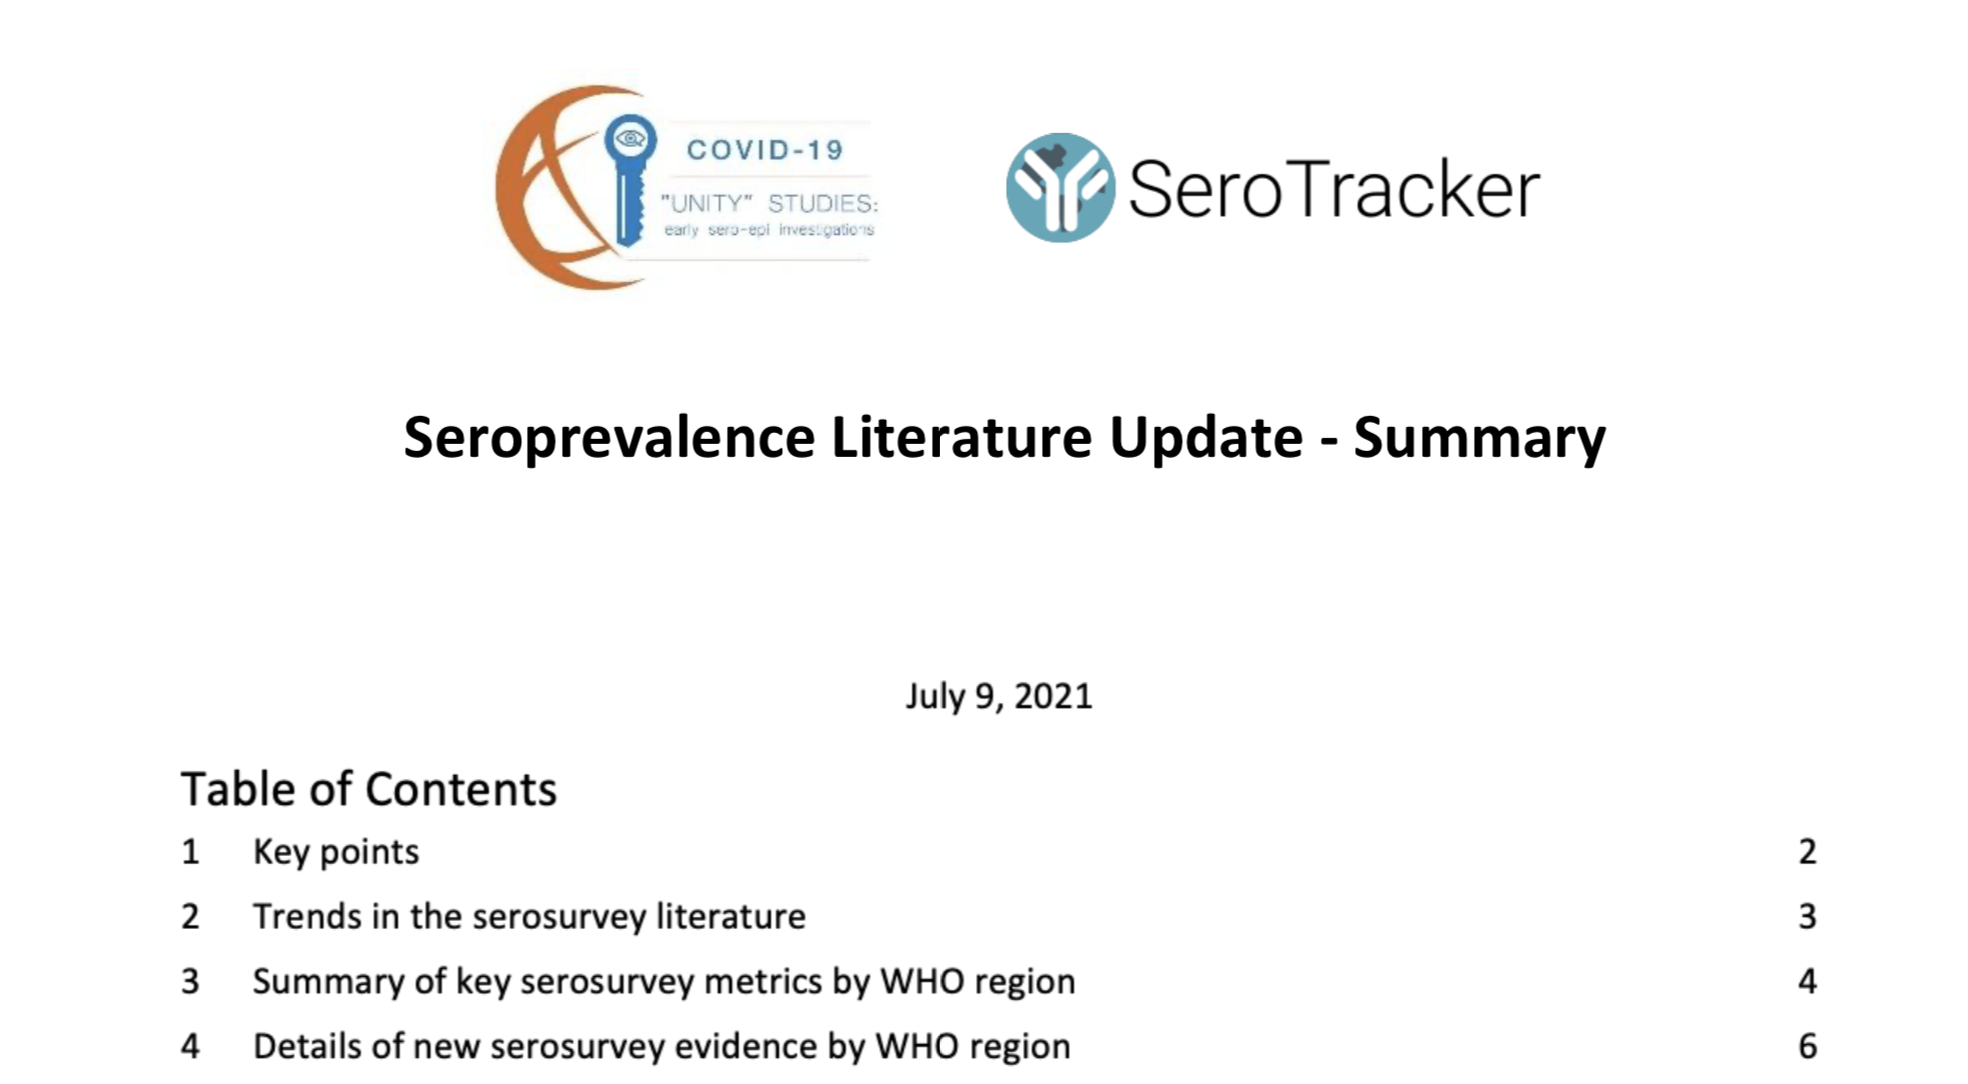 COVID-19
"UNITY" STUDIES:
early sero-epi investigations
SeroTracker
Seroprevalence Literature Update - Summary
July 9, 2021
Table of Contents
1 Key points 2
2 Trends in the serosurvey literature 3
3 Summary of key serosurvey metrics by WHO region 4
4 Details of new serosurvey evidence by WHO region 6